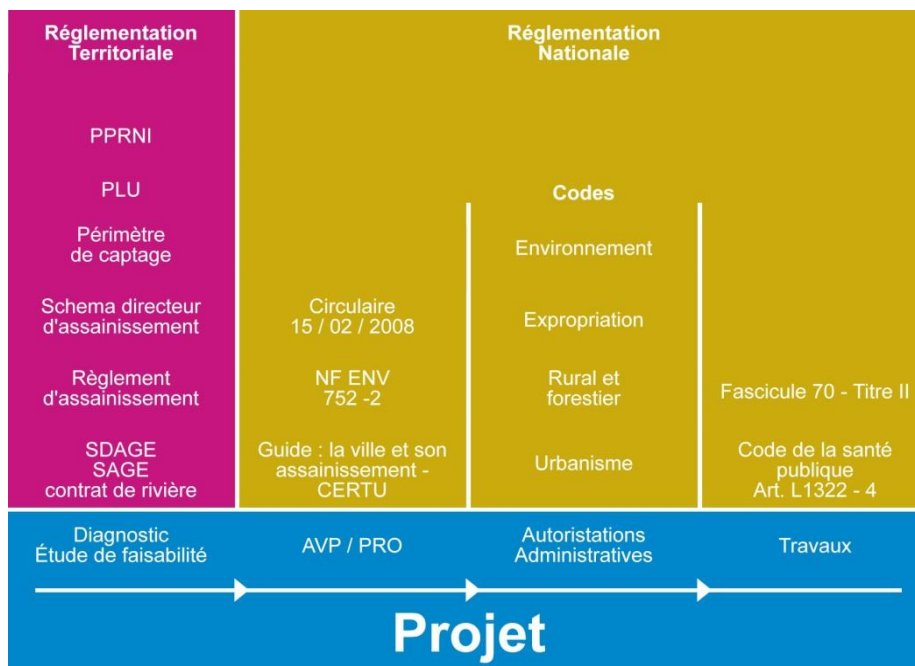 Réglementation
Territoriale
PPRNI
PLU
Périmètre
de captage
Schema directeur
d'assainissement
Règlement
d'assainissement
SDAGE
SAGE
contrat de rivière
Réglementation
Nationale
Circulaire
15 / 02 / 2008
NF ENV
752 -2
Guide : la ville et son
assainissement -
CERTU
Codes
Environnement
Expropriation
Rural et
forestier
Urbanisme
Fascicule 70 - Titre II
Code de la santé
publique
Art. L1322 - 4
Diagnostic
Étude de faisabilité
AVP / PRO
Autoristations
Administratives
Travaux
Projet